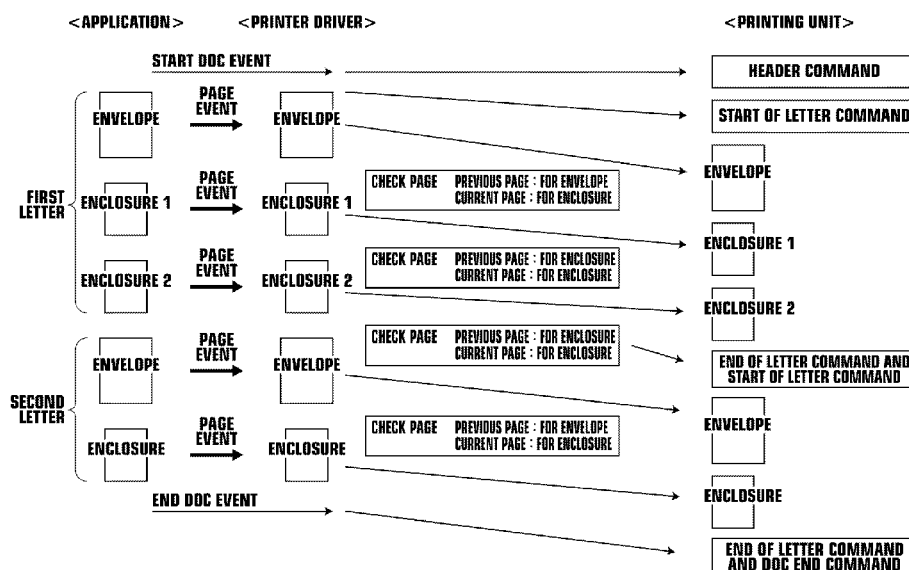 <APPLICATION> <PRINTER DRIVER> <PRINTING UNIT>
START DOC EVENT
HEADER COMMAND
PAGE
EVENT
ENVELOPE ENVELOPE
START OF LETTER COMMAND
ENVELOPE
FIRST
LETTER
PAGE
EVENT
ENCLOSURE 1 ENCLOSURE 1
CHECK PAGE PREVIOUS PAGE : FOR ENVELOPE
CURRENT PAGE : FOR ENCLOSURE
ENCLOSURE 1
PAGE
EVENT
ENCLOSURE 2 ENCLOSURE 2
CHECK PAGE PREVIOUS PAGE : FOR ENCLOSURE
CURRENT PAGE : FOR ENCLOSURE
ENCLOSURE 2
PAGE
EVENT
ENVELOPE ENVELOPE
CHECK PAGE PREVIOUS PAGE : FOR ENCLOSURE
CURRENT PAGE : FOR ENCLOSURE
END OF LETTER COMMAND AND
START OF LETTER COMMAND
SECOND
LETTER
ENVELOPE
PAGE
EVENT
ENCLOSURE ENCLOSURE
CHECK PAGE PREVIOUS PAGE : FOR ENVELOPE
CURRENT PAGE : FOR ENCLOSURE
ENCLOSURE
END DOC EVENT
END OF LETTER COMMAND
AND DOC END COMMAND